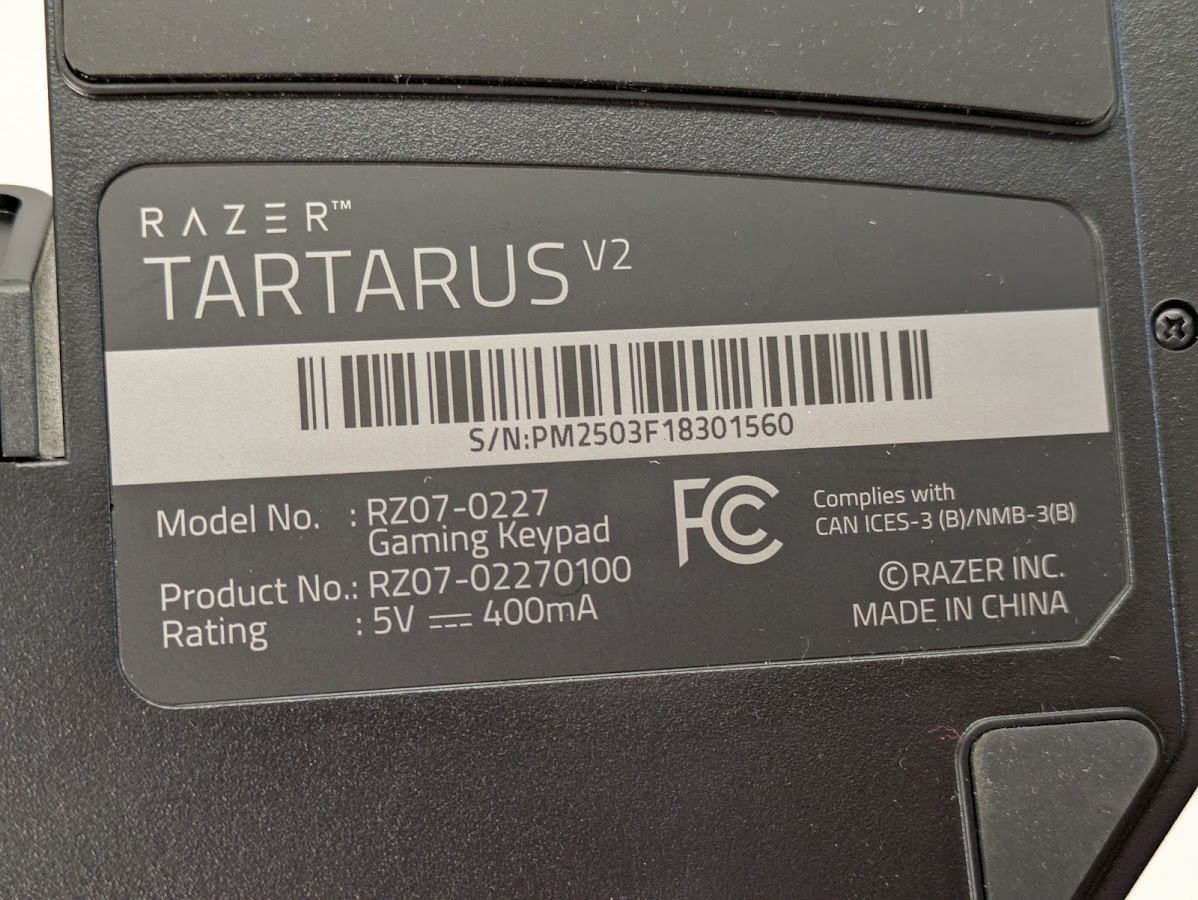 RAZER™
TARTARUS V2
S/N:PM2503F18301560
Model No. : RZ07-0227
Gaming Keypad
Product No.: RZ07-02270100
Rating : 5V ⎓ 400mA
FC
Complies with
CAN ICES-3 (B)/NMB-3(B)
©RAZER INC.
MADE IN CHINA